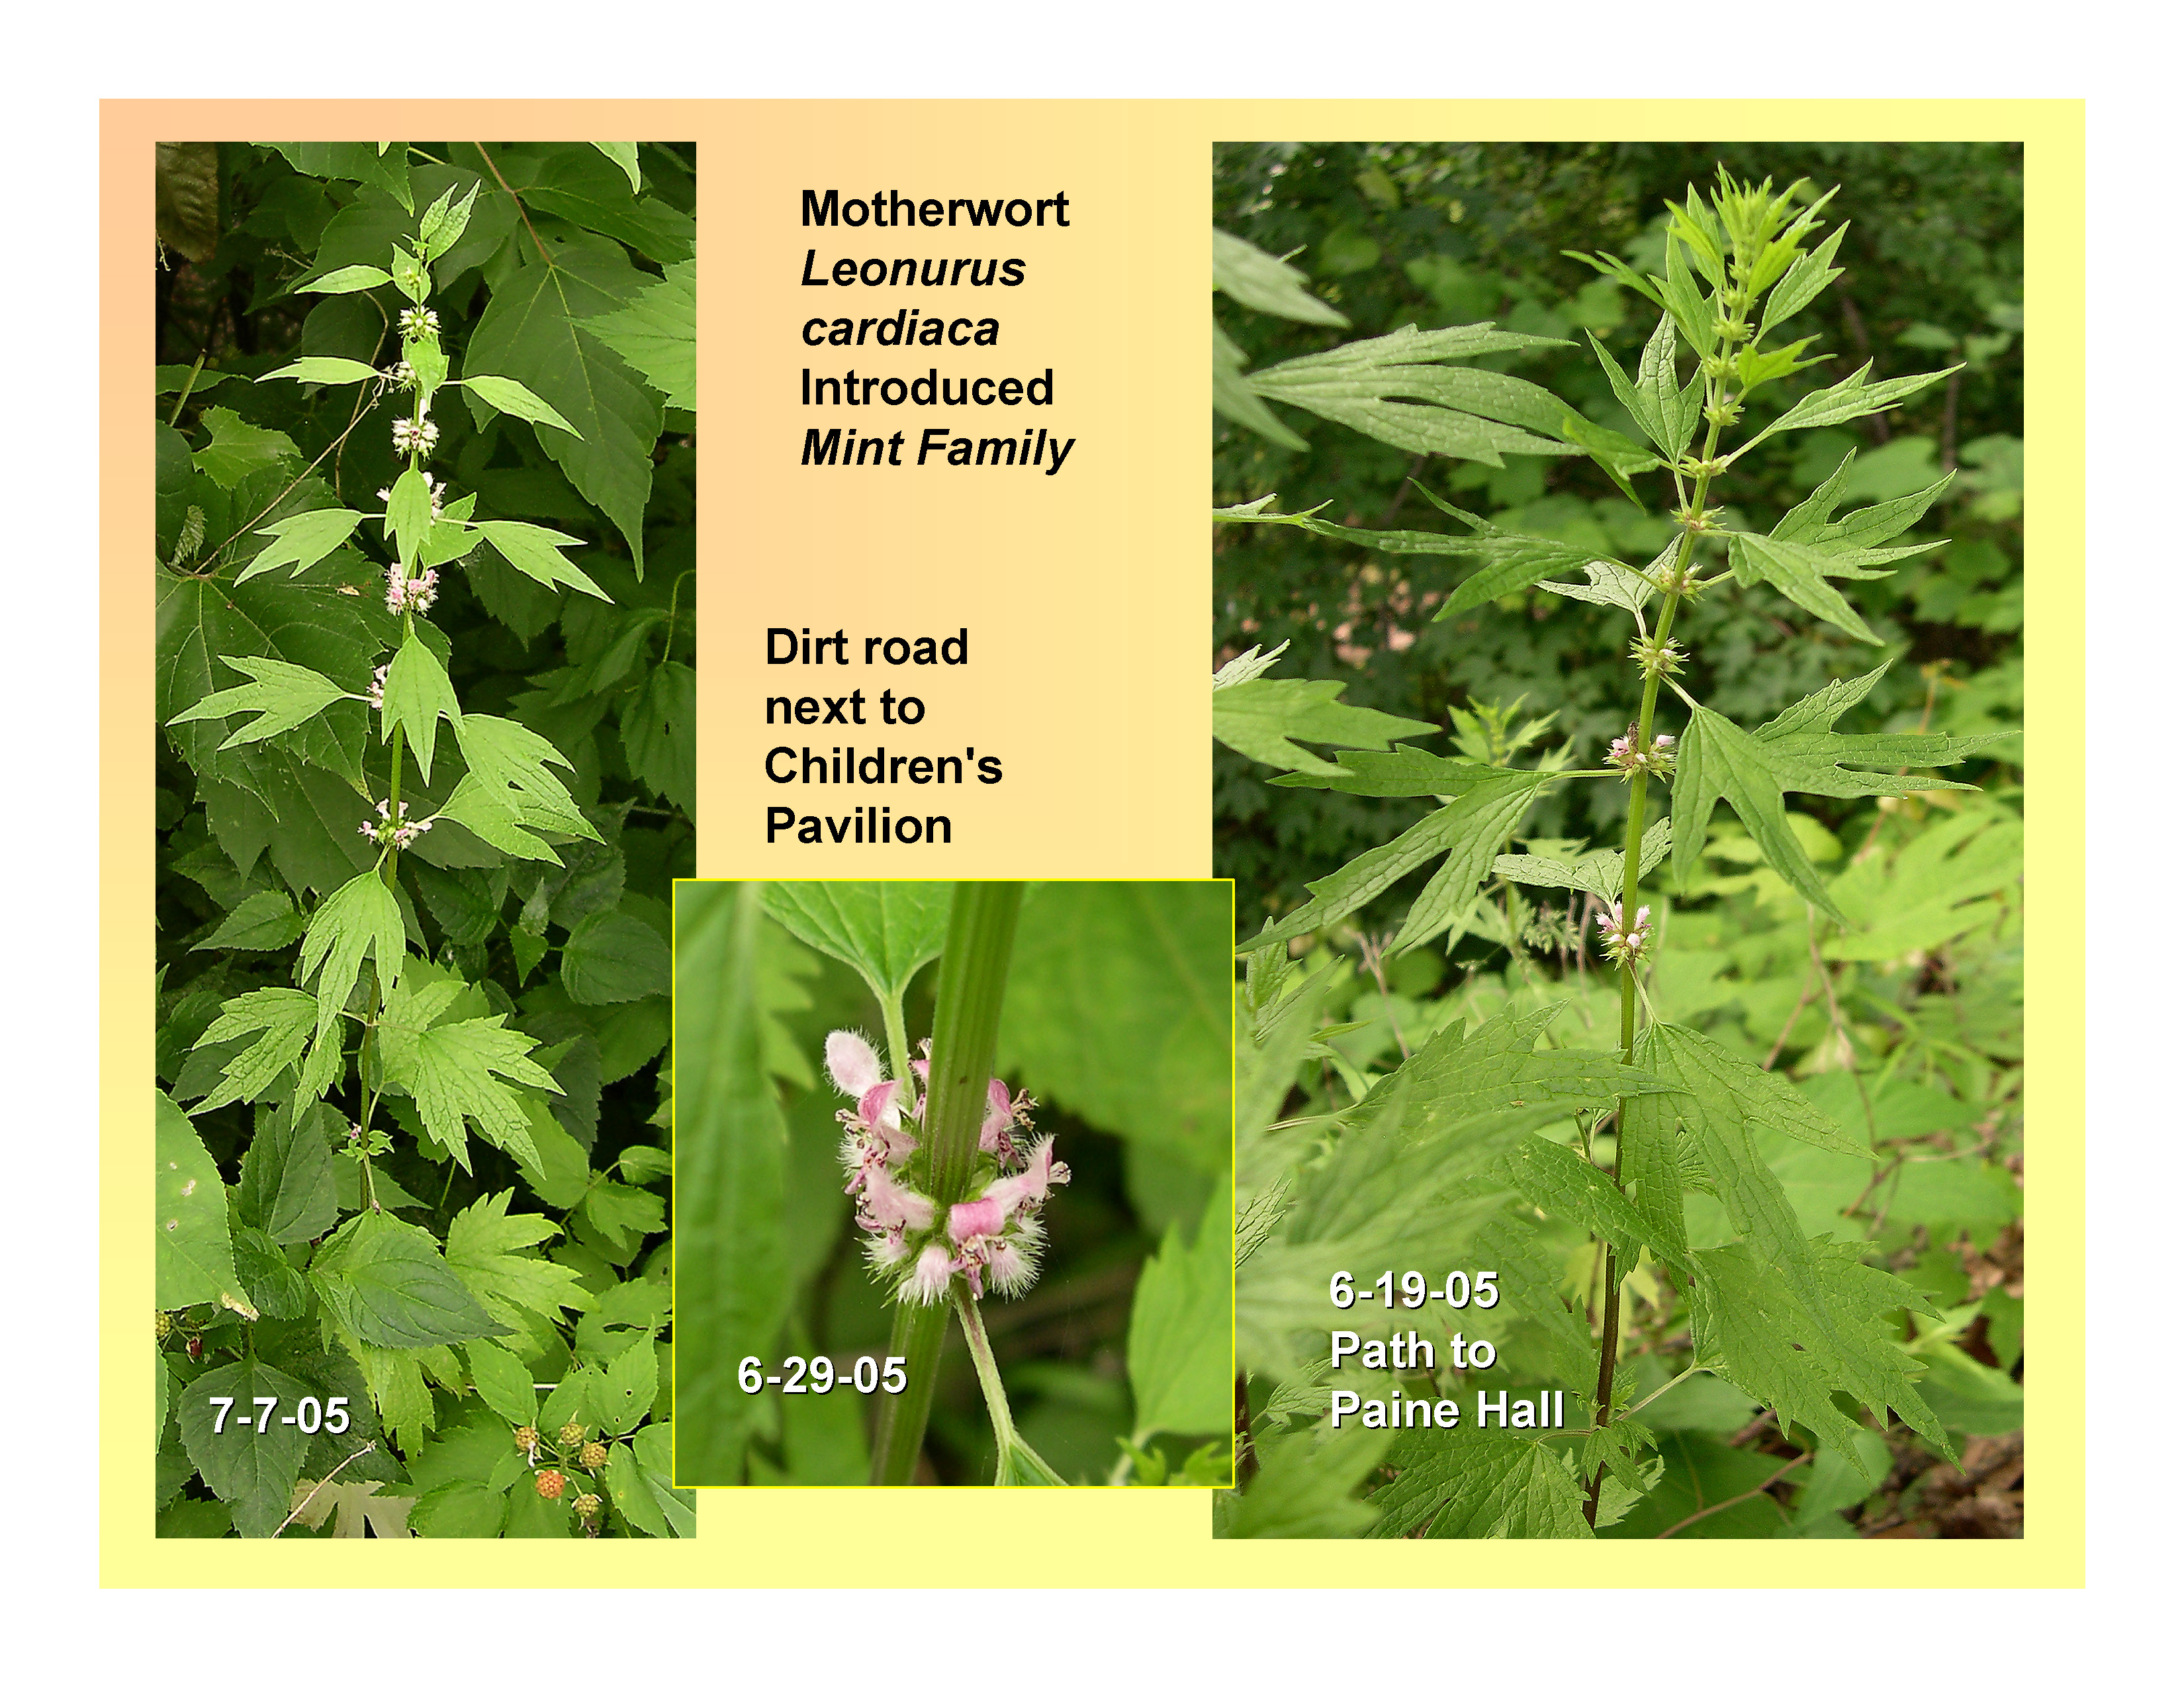 Motherwort
Leonurus
cardiaca
Introduced
Mint Family
Dirt road
next to
Children's
Pavilion
7-7-05
6-29-05
6-19-05
Path to
Paine Hall